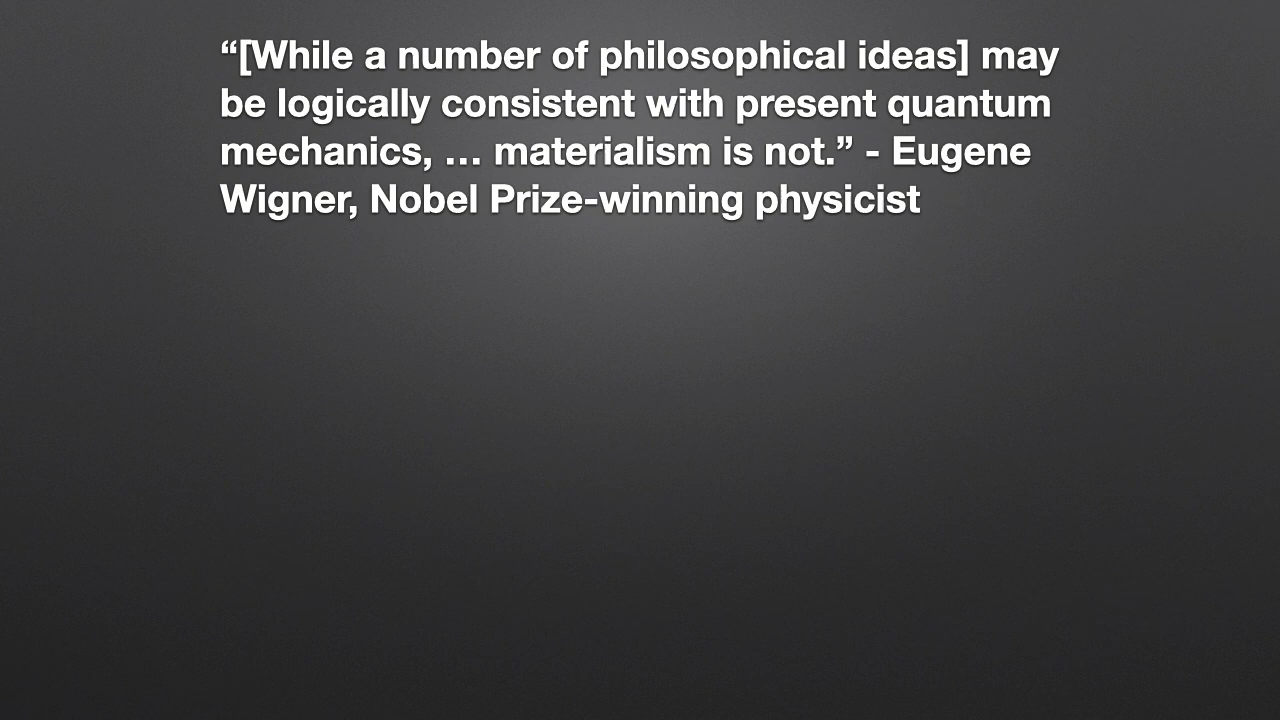 “[While a number of philosophical ideas] may
be logically consistent with present quantum
mechanics, … materialism is not.” - Eugene
Wigner, Nobel Prize-winning physicist